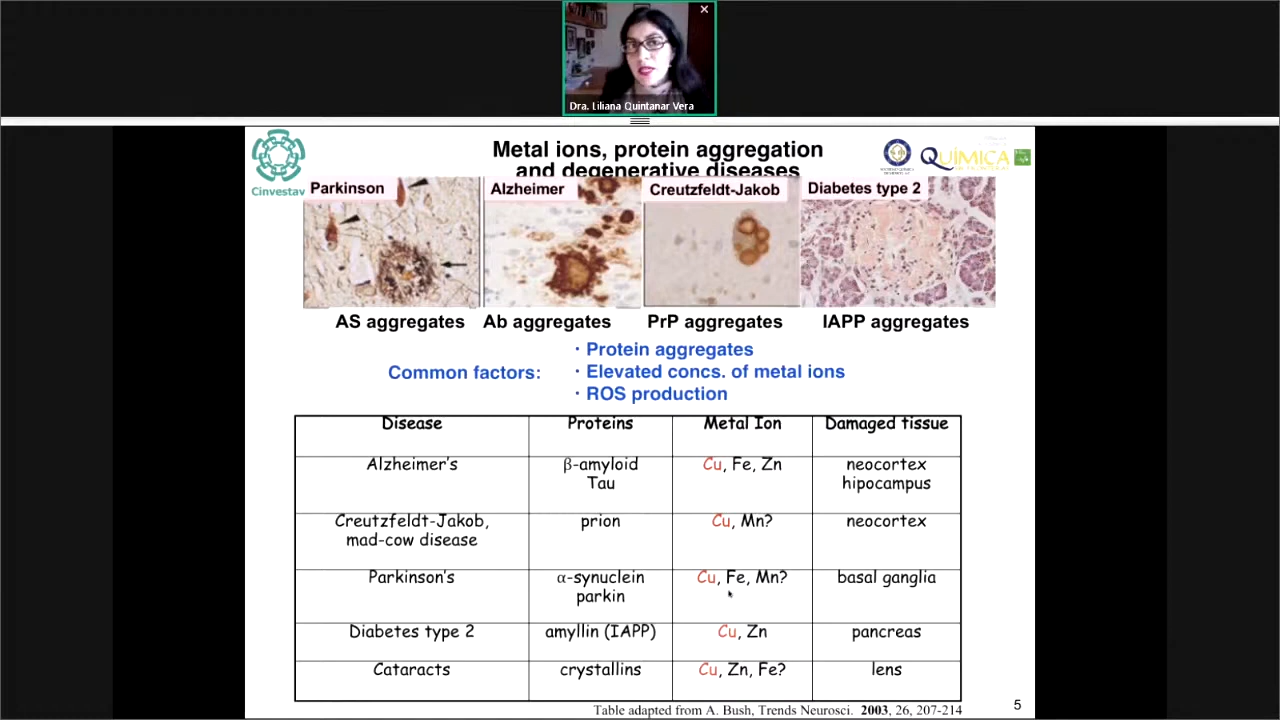 Dra. Liliana Quintanar Vera
Cinvestav
Metal ions, protein aggregation
and degenerative diseases
QUÍMICA
Parkinson
Alzheimer
Creutzfeldt-Jakob
Diabetes type 2
AS aggregates
Ab aggregates
PrP aggregates
IAPP aggregates
Common factors:
· Protein aggregates
· Elevated concs. of metal ions
· ROS production
Disease Proteins Metal Ion Damaged tissue
Alzheimer's β-amyloid Cu, Fe, Zn neocortex
Tau hipocampus
Creutzfeldt-Jakob, prion Cu, Mn? neocortex
mad-cow disease
Parkinson's α-synuclein Cu, Fe, Mn? basal ganglia
parkin
Diabetes type 2 amyllin (IAPP) Cu, Zn pancreas
Cataracts crystallins Cu, Zn, Fe? lens
Table adapted from A. Bush, Trends Neurosci. 2003, 26, 207-214
5